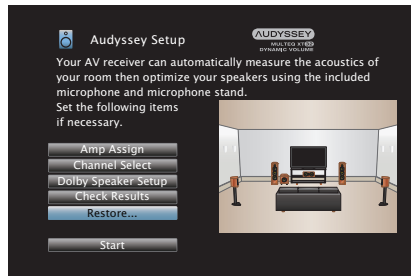 Audyssey Setup
AUDYSSEY
MULTEQ XT32
DYNAMIC VOLUME
Your AV receiver can automatically measure the acoustics of
your room then optimize your speakers using the included
microphone and microphone stand.
Set the following items
if necessary.
Amp Assign
Channel Select
Dolby Speaker Setup
Check Results
Restore...
Start